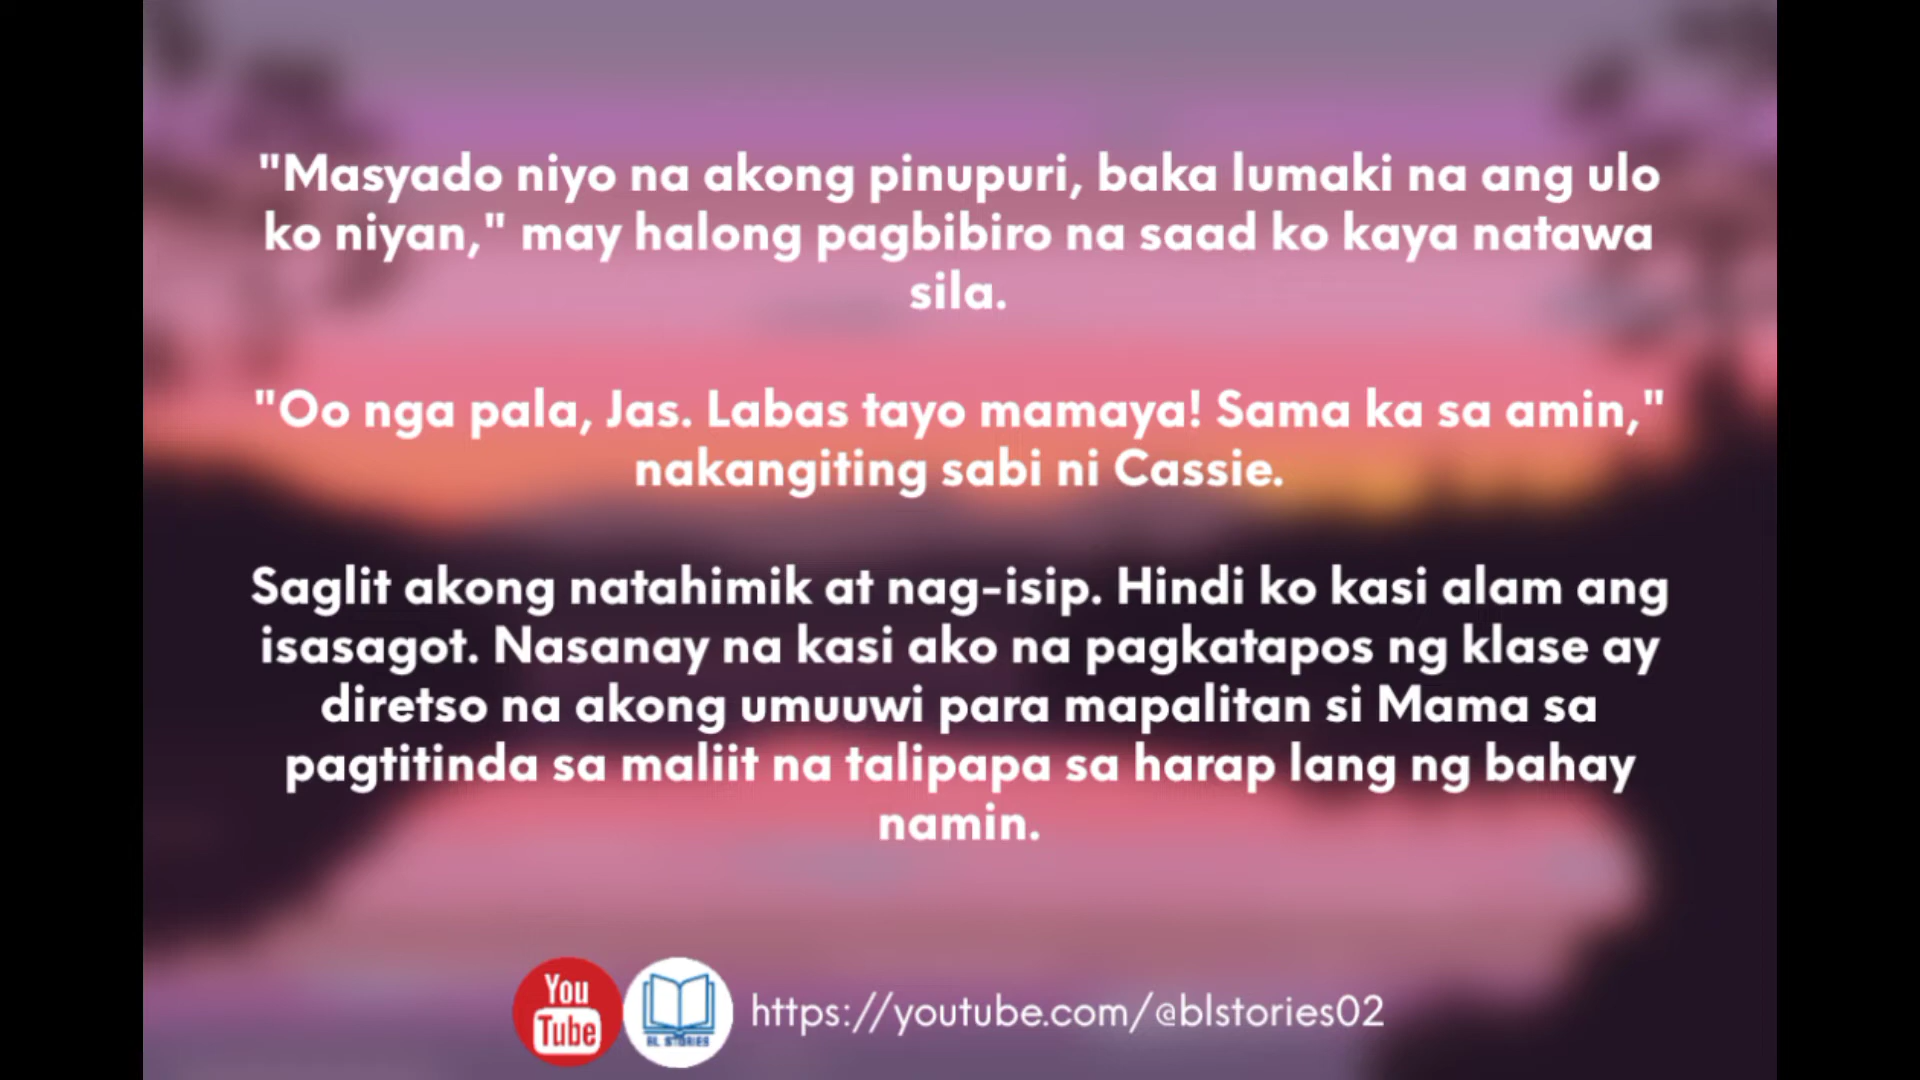 "Masyado niyo na akong pinupuri, baka lumaki na ang ulo
ko niyan," may halong pagbibiro na saad ko kaya natawa
sila.
"Oo nga pala, Jas. Labas tayo mamaya! Sama ka sa amin,"
nakangiting sabi ni Cassie.
Saglit akong natahimik at nag-isip. Hindi ko kasi alam ang
isasagot. Nasanay na kasi ako na pagkatapos ng klase ay
diretso na akong umuuwi para mapalitan si Mama sa
pagtitinda sa maliit na talipapa sa harap lang ng bahay
namin.
You
Tube
BL STORIES
https://youtube.com/@blstories02